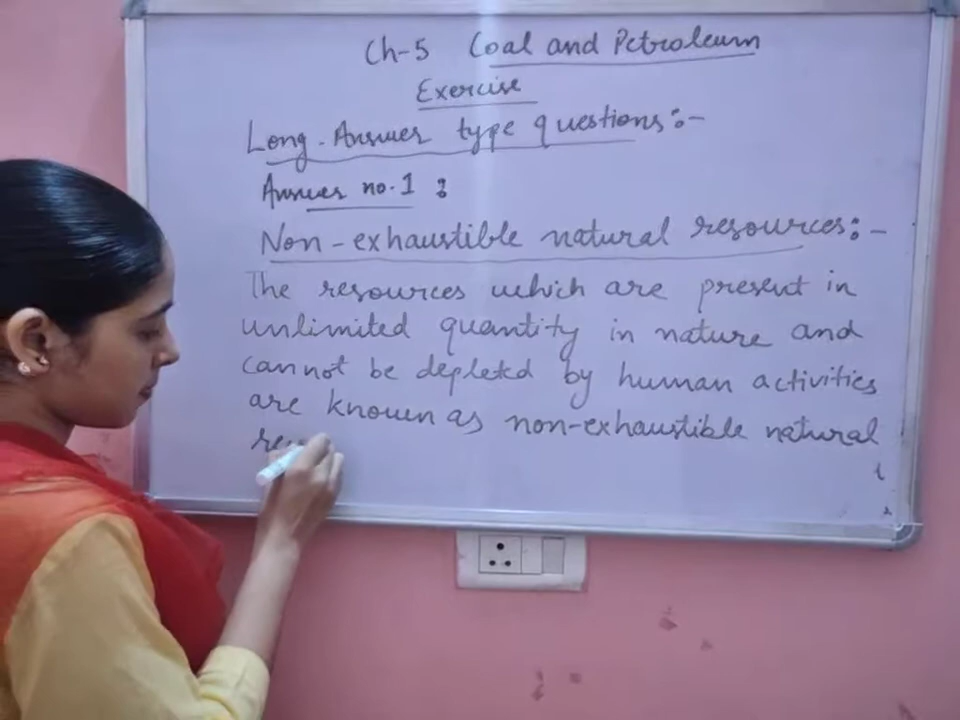 Ch-5 Coal and Petroleum
Exercise
Long-Answer type questions:-
Answer no.1 :
Non-exhaustible natural resources:-
The resources which are present in
unlimited quantity in nature and
cannot be depleted by human activities
are known as non-exhaustible natural